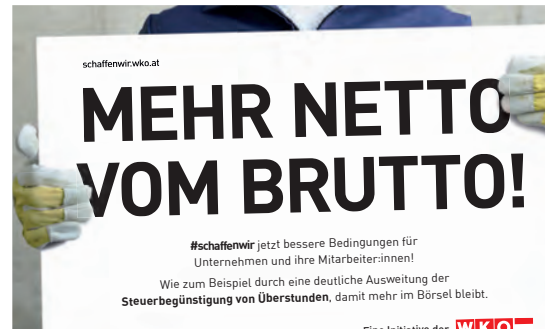 schaffenwir.wko.at
MEHR NETTO
VOM BRUTTO!
#schaffenwir jetzt bessere Bedingungen für
Unternehmen und ihre Mitarbeiter:innen!
Wie zum Beispiel durch eine deutliche Ausweitung der
Steuerbegünstigung von Überstunden, damit mehr im Börsel bleibt.
Eine Initiative der WKO